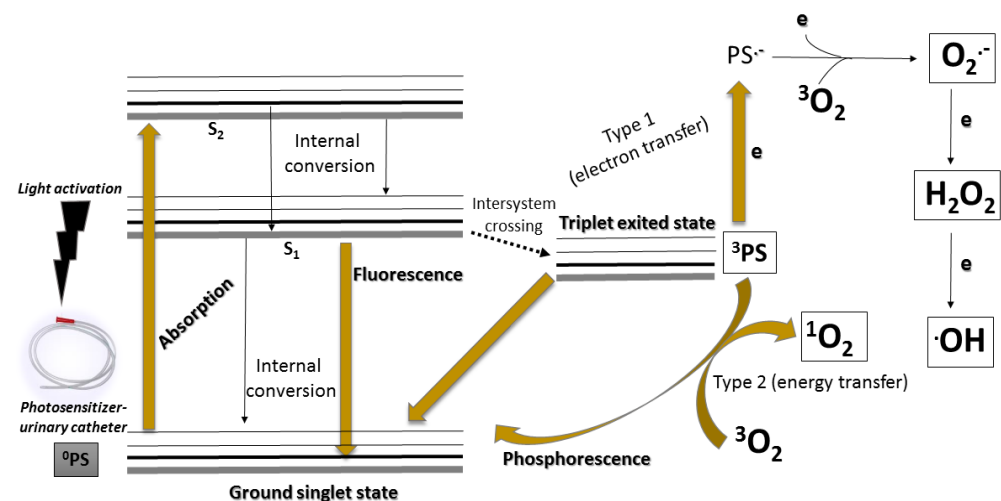 Light activation
Photosensitizer-
urinary catheter
⁰PS
Absorption
S₂
Internal
conversion
S₁
Fluorescence
Internal
conversion
Ground singlet state
Intersystem
crossing
Triplet exited state
³PS
Type 1
(electron transfer)
e
PS·⁻
e
³O₂
O₂·⁻
e
H₂O₂
e
·OH
¹O₂
Type 2 (energy transfer)
³O₂
Phosphorescence